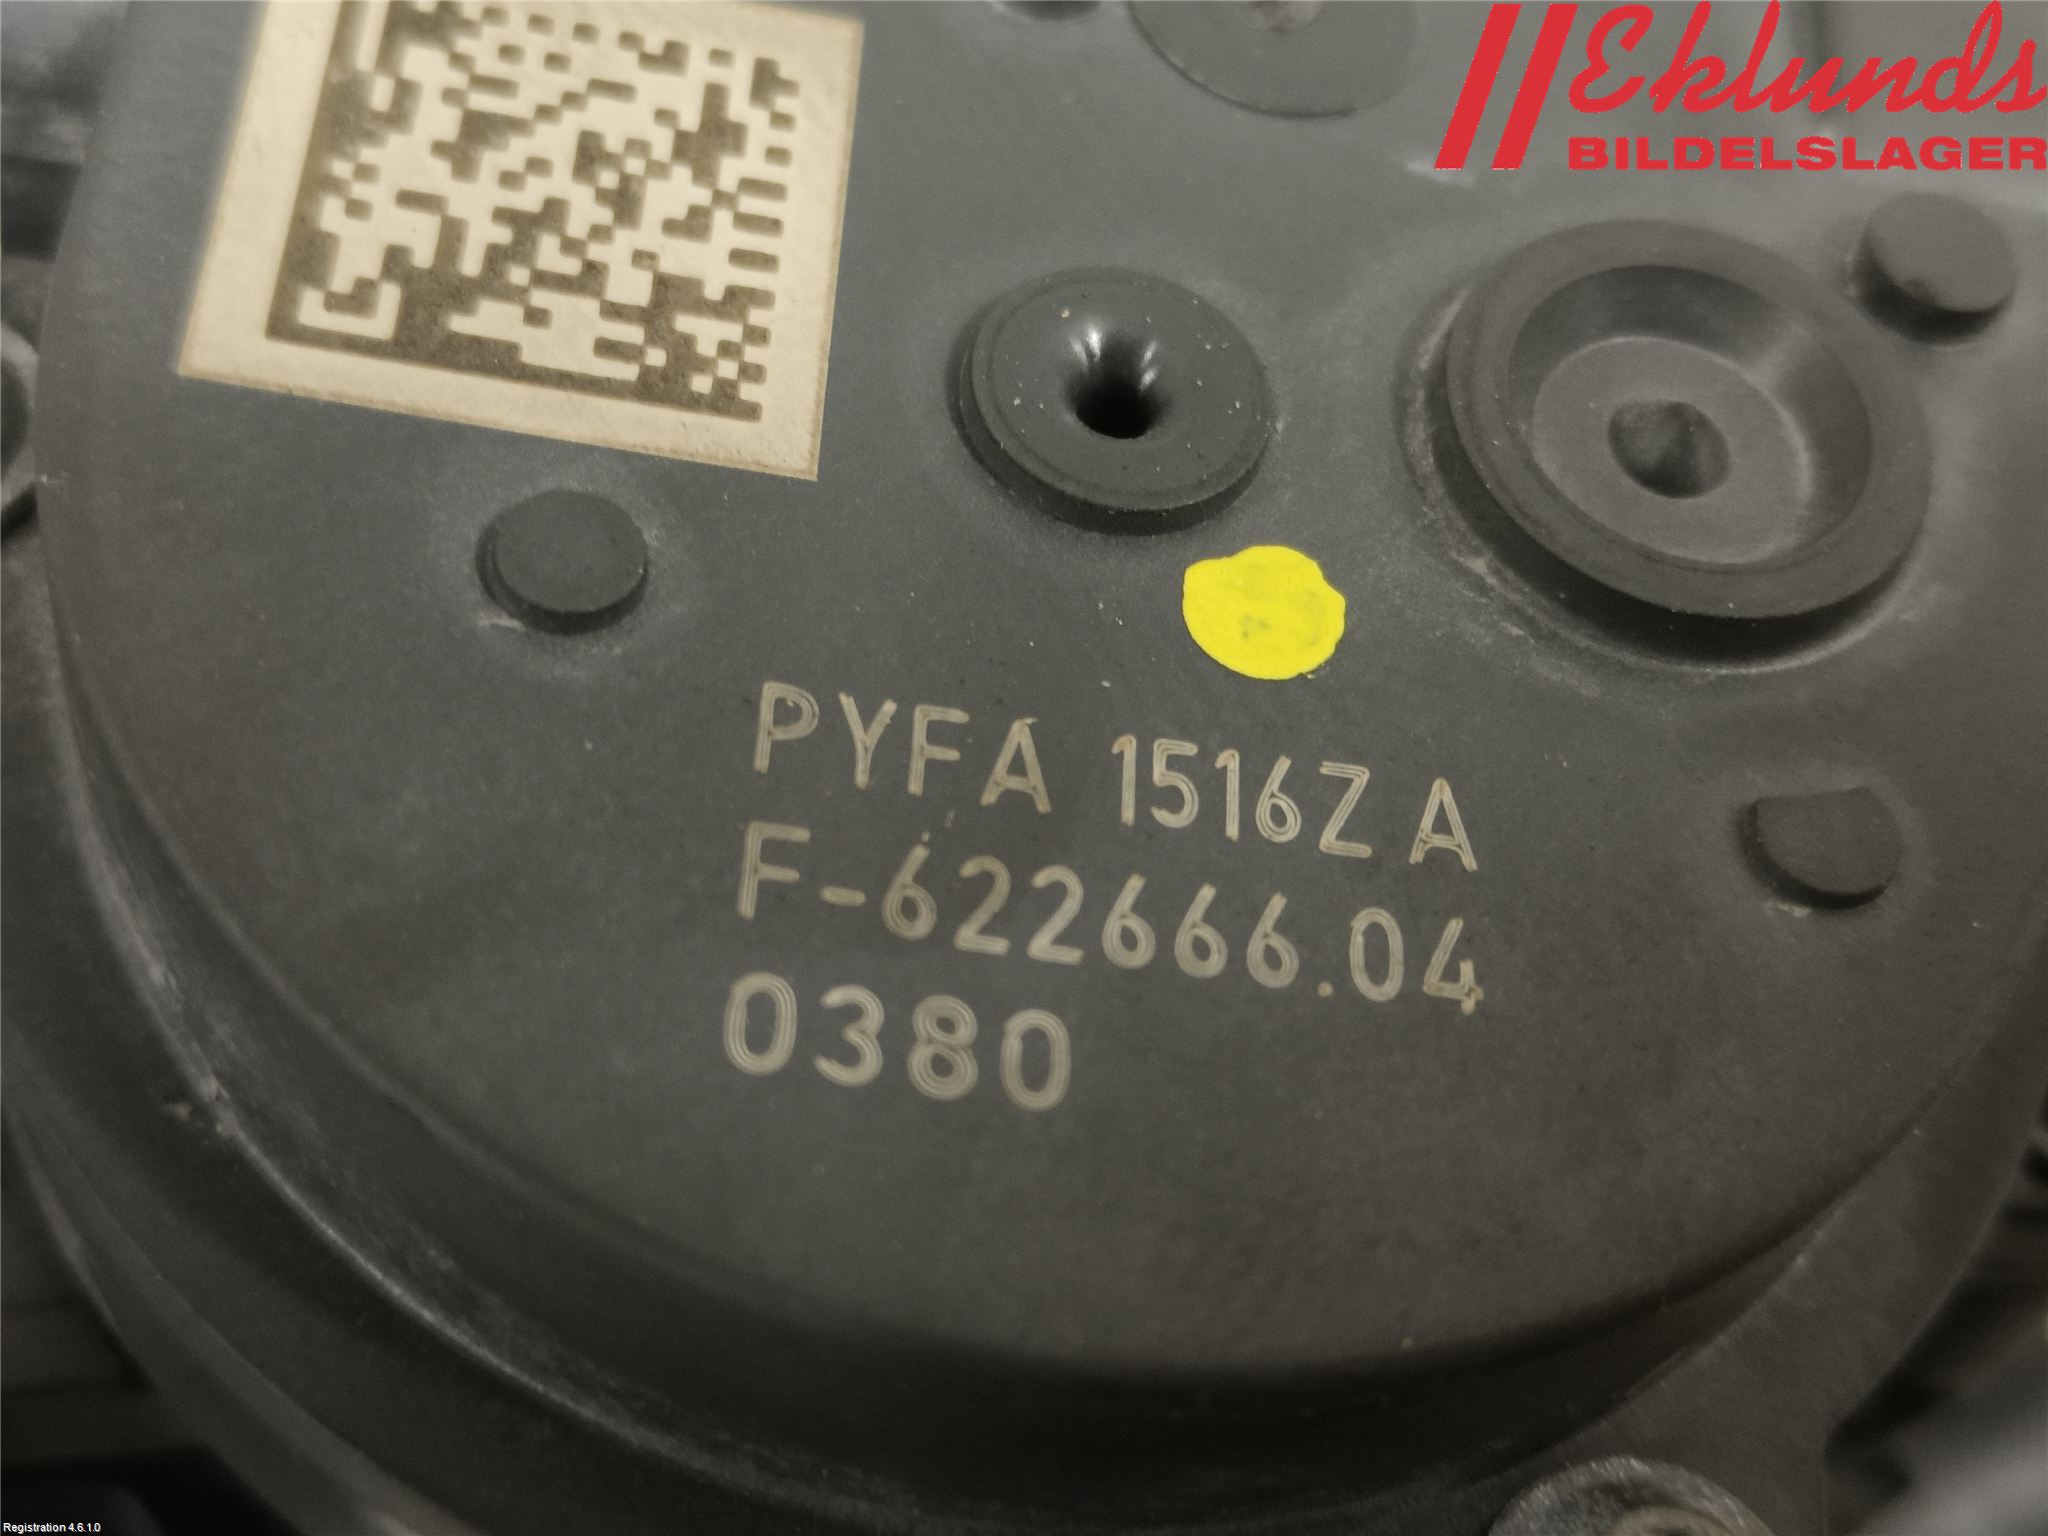 Eklunds
BILDELSLAGER
PYFA 1516Z A
F-622666.04
0380
Registration 4.6.1.0